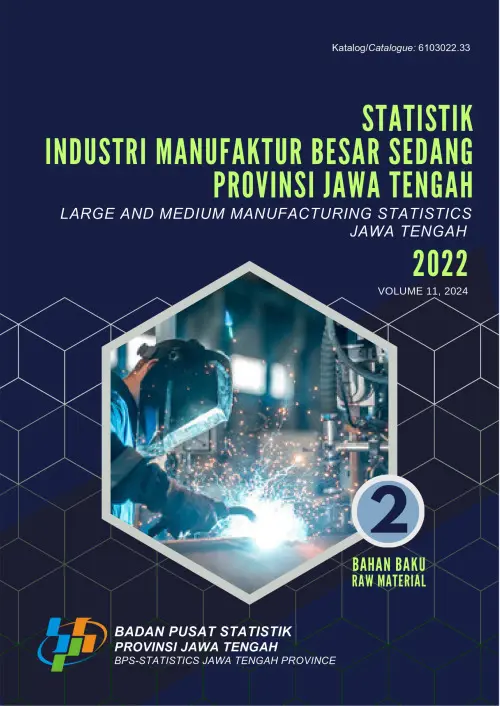 Katalog/Catalogue: 6103022.33
STATISTIK
INDUSTRI MANUFAKTUR BESAR SEDANG
PROVINSI JAWA TENGAH
LARGE AND MEDIUM MANUFACTURING STATISTICS
JAWA TENGAH
2022
VOLUME 11, 2024
2
BAHAN BAKU
RAW MATERIAL
BADAN PUSAT STATISTIK
PROVINSI JAWA TENGAH
BPS-STATISTICS JAWA TENGAH PROVINCE